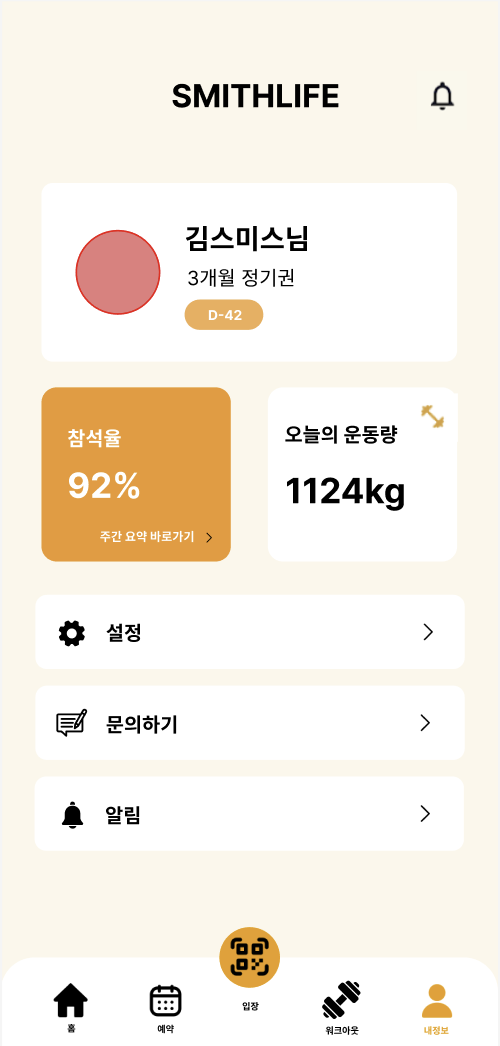 SMITHLIFE
김스미스님
3개월 정기권
D-42
참석율
92%
주간 요약 바로가기
오늘의 운동량
1124kg
설정
문의하기
알림
홈
예약
입장
워크아웃
내정보